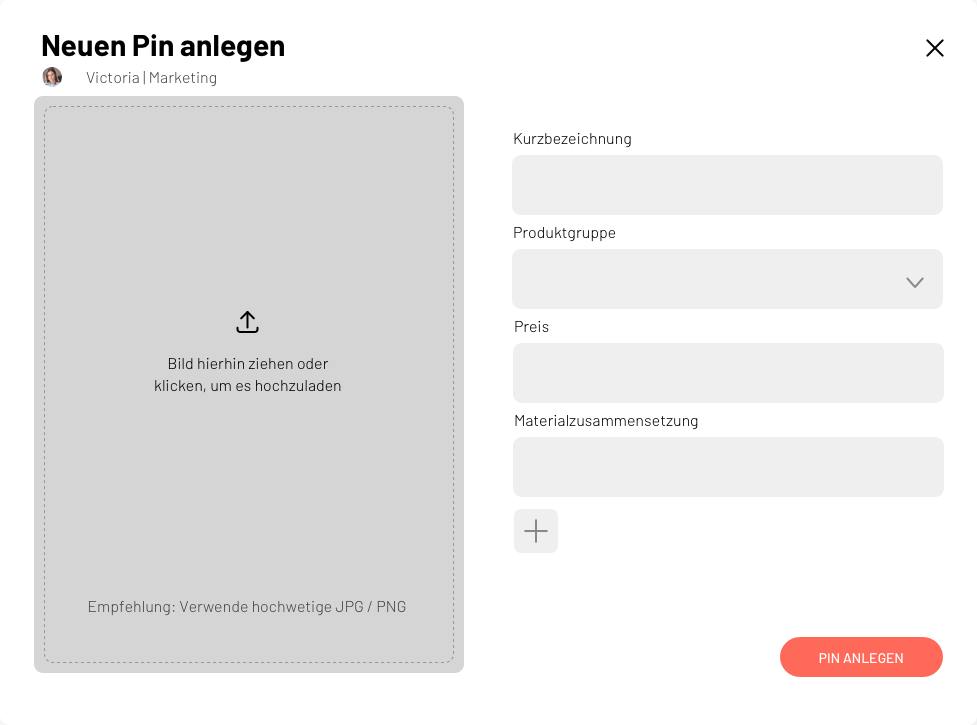 Neuen Pin anlegen
Victoria | Marketing
Bild hierhin ziehen oder
klicken, um es hochzuladen
Empfehlung: Verwende hochwetige JPG / PNG
Kurzbezeichnung
Produktgruppe
Preis
Materialzusammensetzung
PIN ANLEGEN